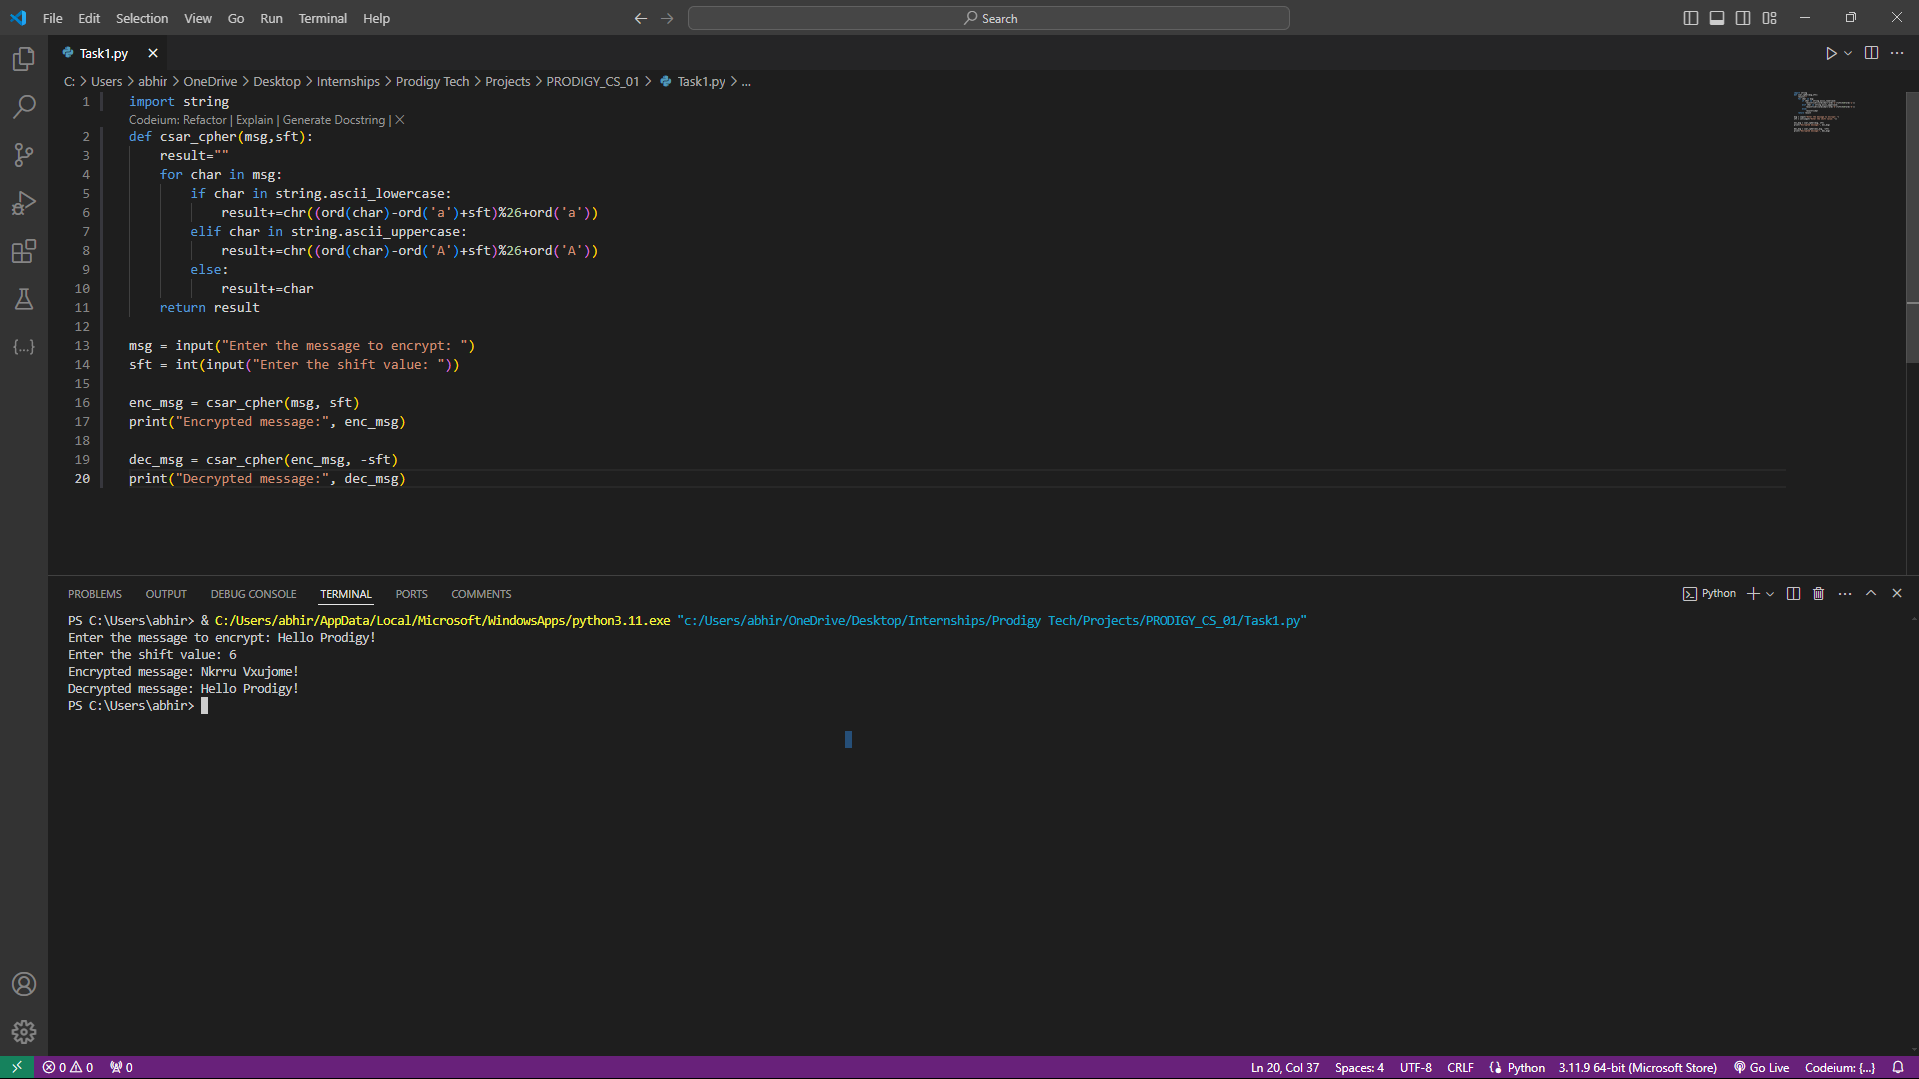 File Edit Selection View Go Run Terminal Help
Search
Task1.py
C: > Users > abhir > OneDrive > Desktop > Internships > Prodigy Tech > Projects > PRODIGY_CS_01 > Task1.py > ...
1 import string
Codeium: Refactor | Explain | Generate Docstring | ×
2 def csar_cpher(msg,sft):
3 result=""
4 for char in msg:
5 if char in string.ascii_lowercase:
6 result+=chr((ord(char)-ord('a')+sft)%26+ord('a'))
7 elif char in string.ascii_uppercase:
8 result+=chr((ord(char)-ord('A')+sft)%26+ord('A'))
9 else:
10 result+=char
11 return result
12
13 msg = input("Enter the message to encrypt: ")
14 sft = int(input("Enter the shift value: "))
15
16 enc_msg = csar_cpher(msg, sft)
17 print("Encrypted message:", enc_msg)
18
19 dec_msg = csar_cpher(enc_msg, -sft)
20 print("Decrypted message:", dec_msg)
PROBLEMS OUTPUT DEBUG CONSOLE TERMINAL PORTS COMMENTS
Python
PS C:\Users\abhir> & C:/Users/abhir/AppData/Local/Microsoft/WindowsApps/python3.11.exe "c:/Users/abhir/OneDrive/Desktop/Internships/Prodigy Tech/Projects/PRODIGY_CS_01/Task1.py"
Enter the message to encrypt: Hello Prodigy!
Enter the shift value: 6
Encrypted message: Nkrru Vxujome!
Decrypted message: Hello Prodigy!
PS C:\Users\abhir>
0 0 0 Ln 20, Col 37 Spaces: 4 UTF-8 CRLF Python 3.11.9 64-bit (Microsoft Store) Go Live Codeium: {...}